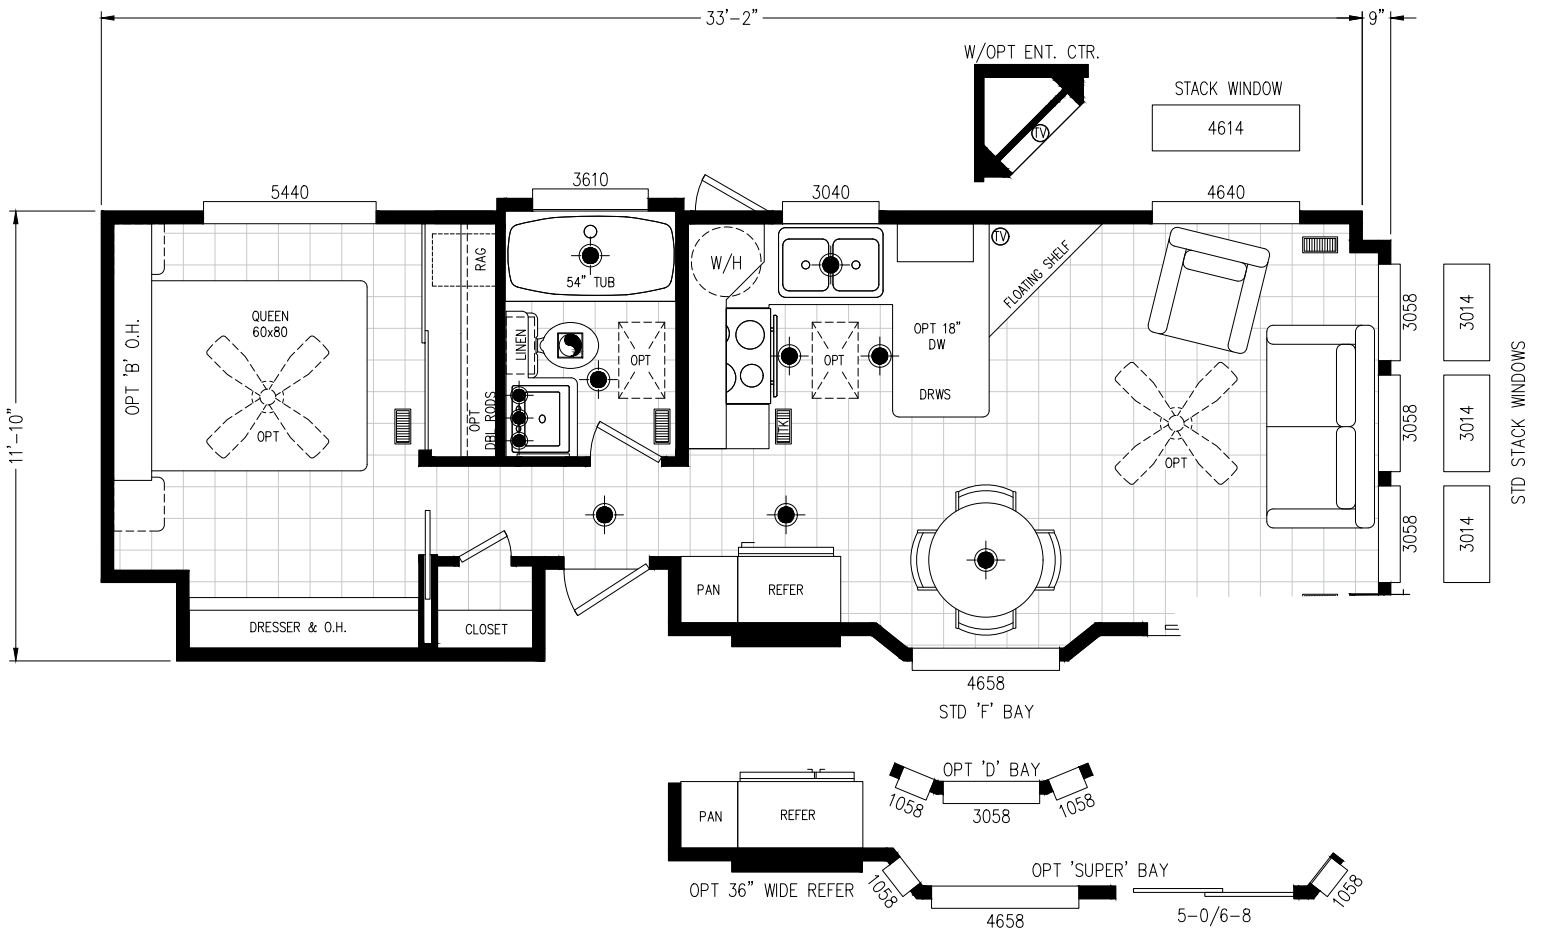 33'-2"
9"
W/OPT ENT. CTR.
TV
STACK WINDOW
4614
5440
3610
3040
4640
11'-10"
OPT 'B' O.H.
QUEEN
60x80
OPT
RAG
OPT
DBL RODS
54" TUB
LINEN
OPT
W/H
OPT
TK
OPT 18"
DW
DRWS
TV
FLOATING SHELF
OPT
3058
3058
3058
3014
3014
3014
STD STACK WINDOWS
DRESSER & O.H.
CLOSET
PAN
REFER
4658
STD 'F' BAY
PAN
REFER
OPT 36" WIDE REFER
OPT 'D' BAY
1058
3058
1058
OPT 'SUPER' BAY
1058
4658
5-0/6-8
1058